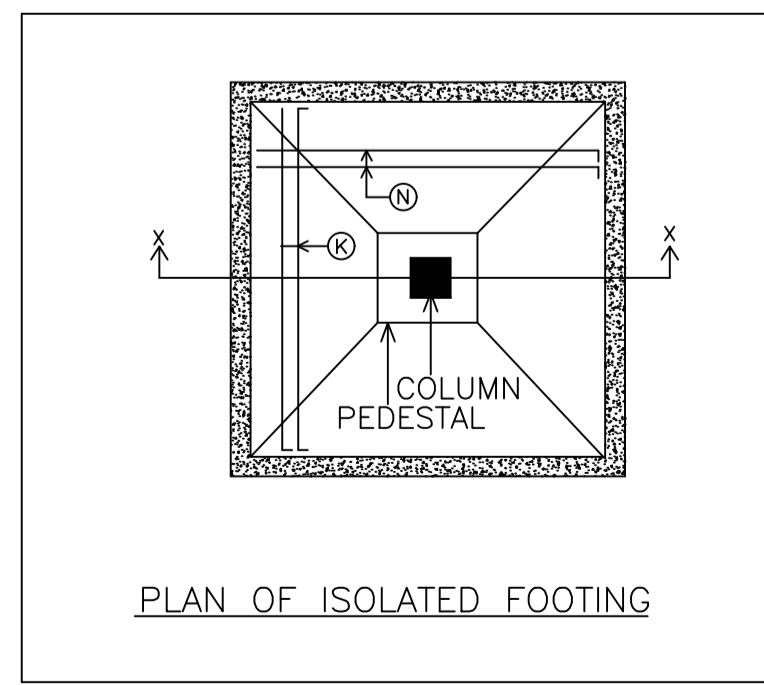 N
K
X
X
COLUMN
PEDESTAL
PLAN OF ISOLATED FOOTING